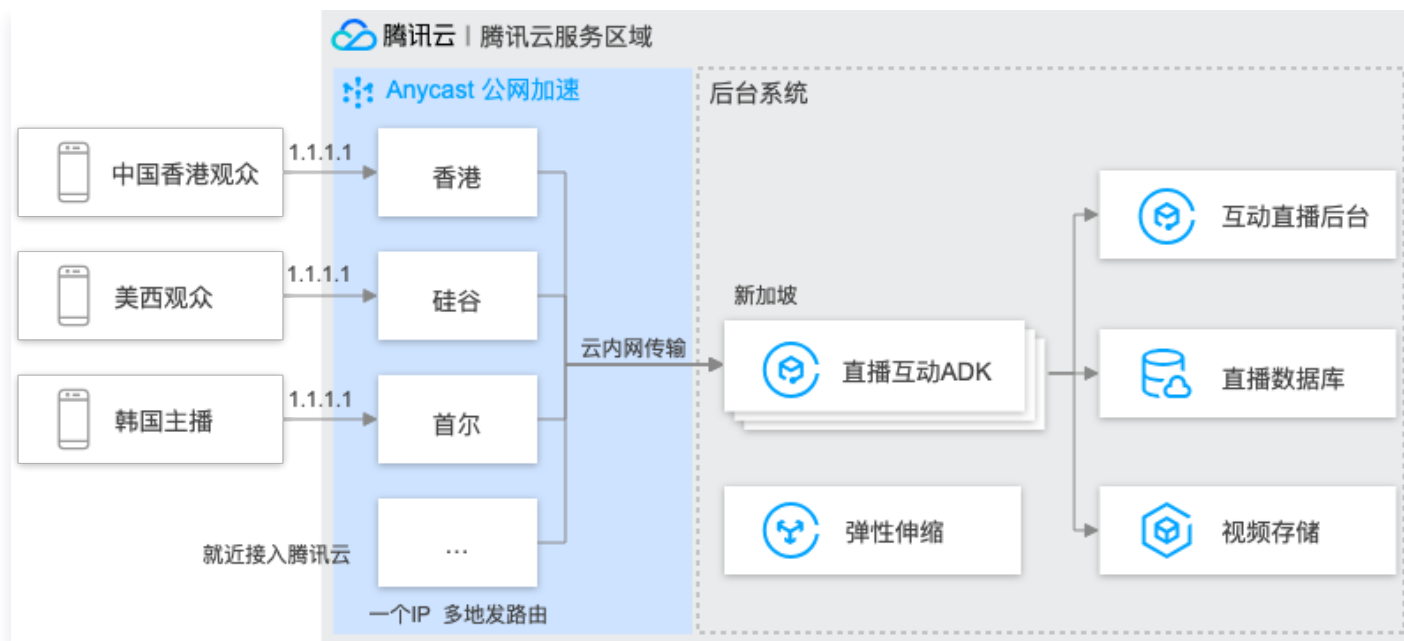 腾讯云 | 腾讯云服务区域
Anycast 公网加速
后台系统
中国香港观众
1.1.1.1
香港
互动直播后台
美西观众
1.1.1.1
硅谷
新加坡
云内网传输
直播互动ADK
直播数据库
韩国主播
1.1.1.1
首尔
就近接入腾讯云
...
弹性伸缩
视频存储
一个IP 多地发路由